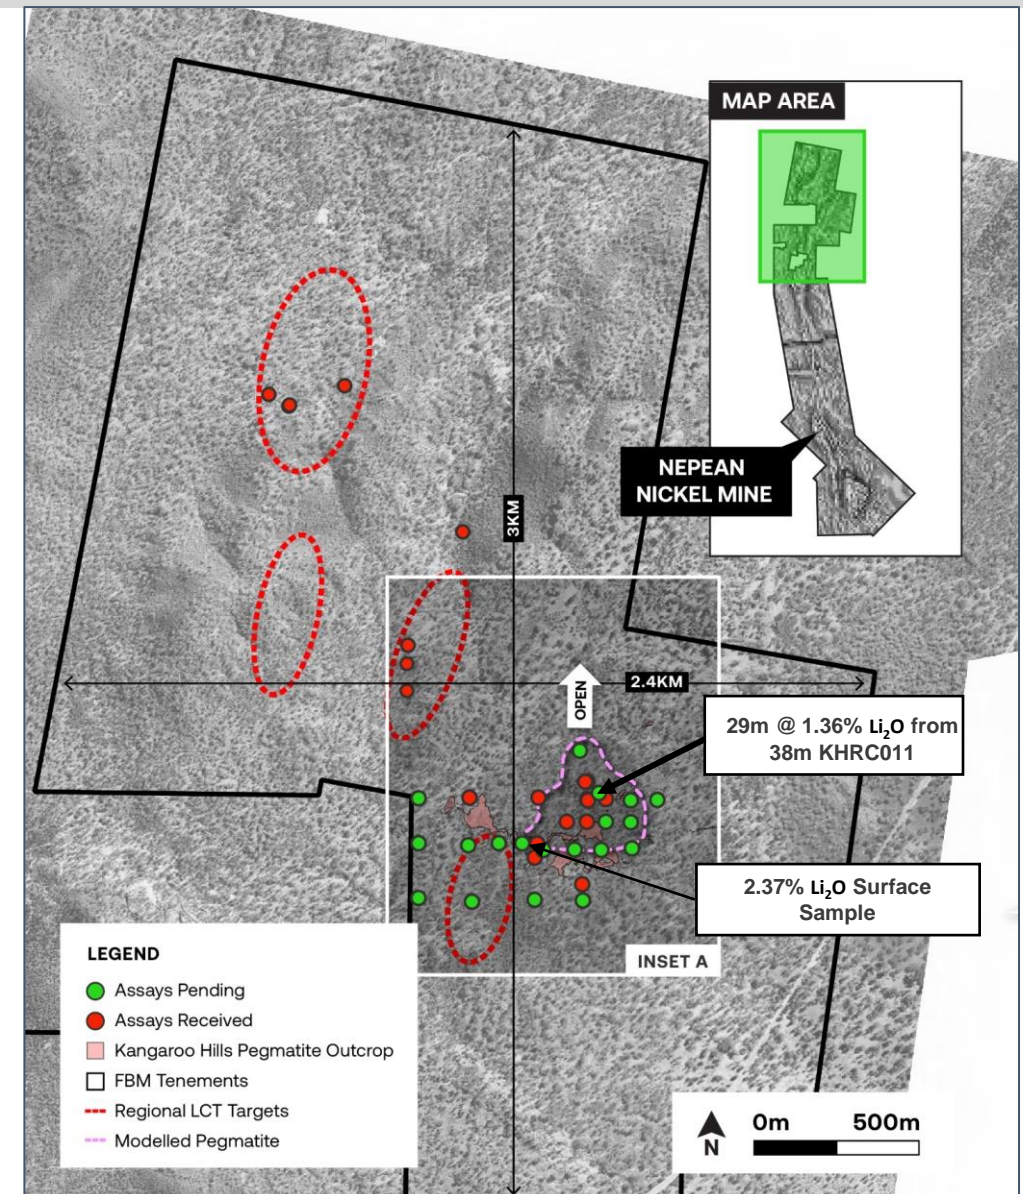 MAP AREA
NEPEAN
NICKEL MINE
3KM
2.4KM
OPEN
29m @ 1.36% Li₂O from
38m KHRC011
2.37% Li₂O Surface
Sample
INSET A
LEGEND
Assays Pending
Assays Received
Kangaroo Hills Pegmatite Outcrop
FBM Tenements
Regional LCT Targets
Modelled Pegmatite
N
0m 500m